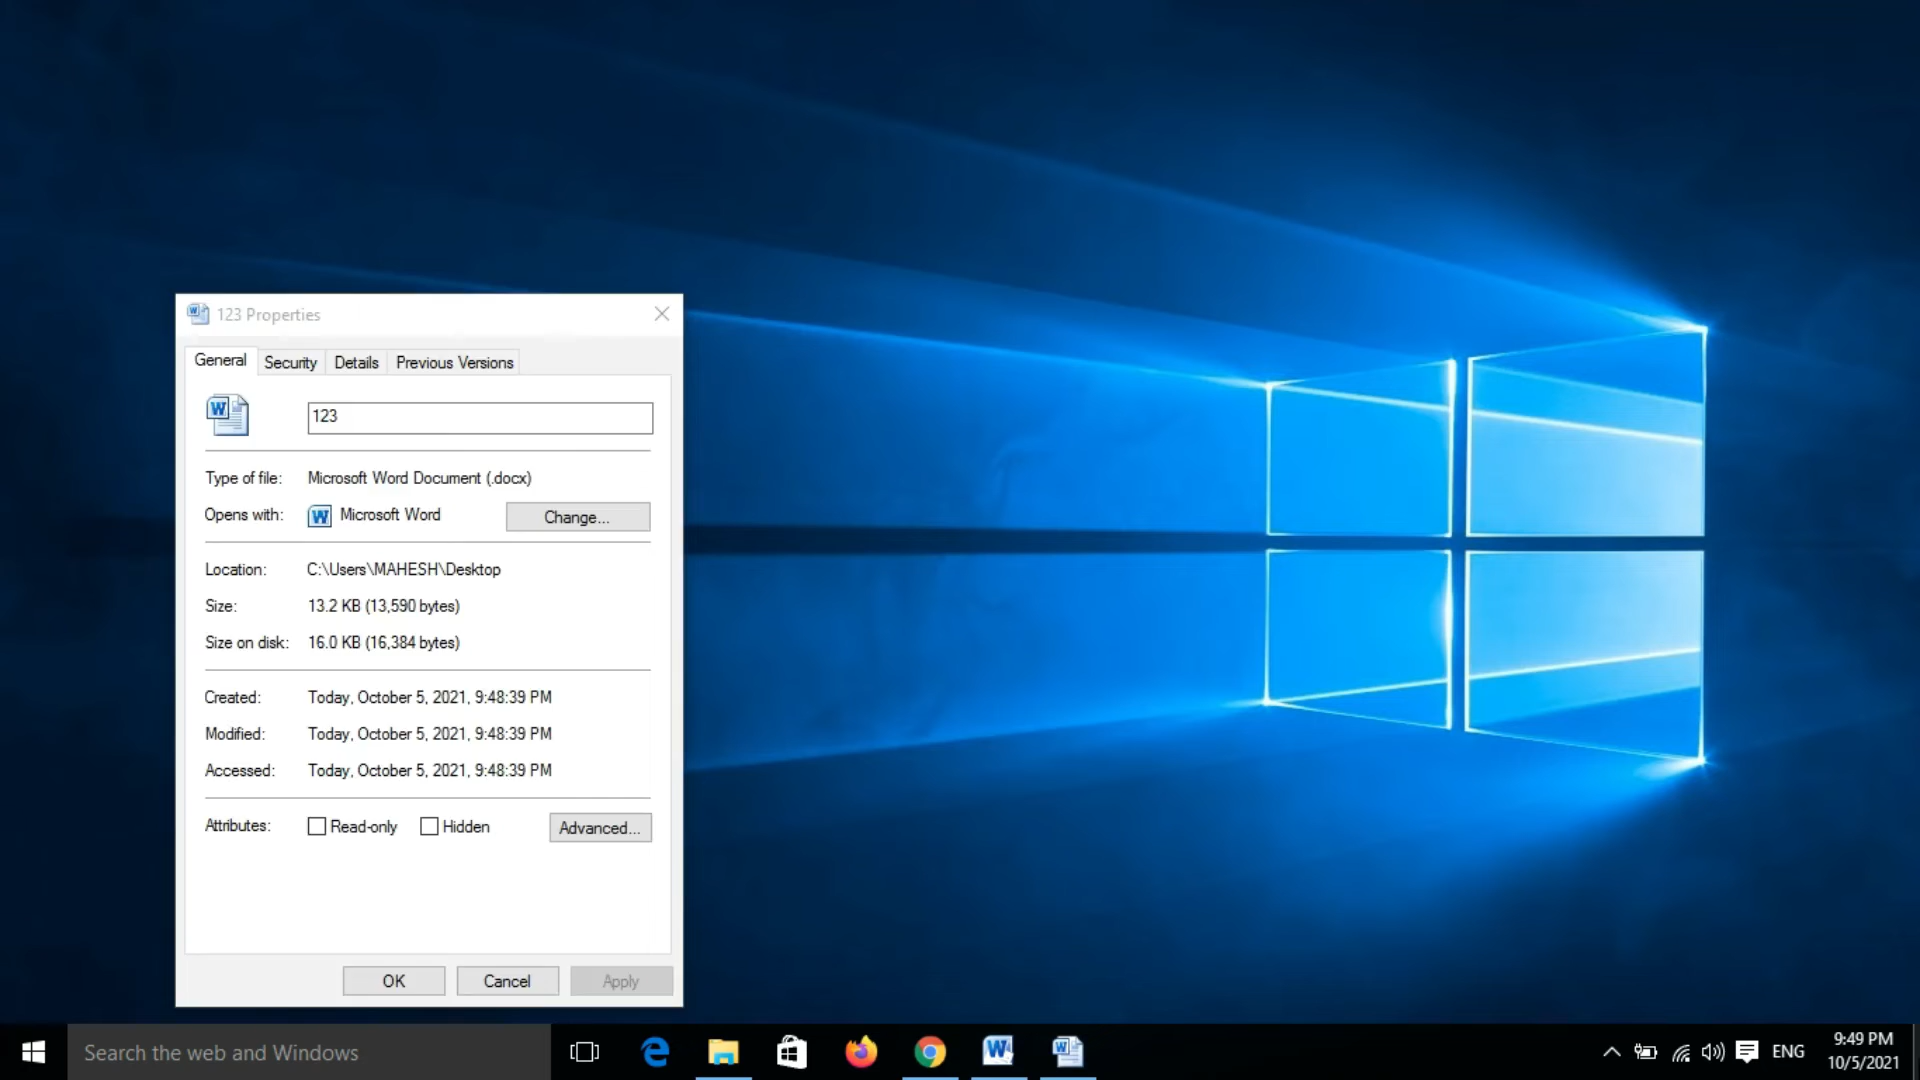 123 Properties
General Security Details Previous Versions
123
Type of file: Microsoft Word Document (.docx)
Opens with: Microsoft Word Change...
Location: C:\Users\MAHESH\Desktop
Size: 13.2 KB (13,590 bytes)
Size on disk: 16.0 KB (16,384 bytes)
Created: Today, October 5, 2021, 9:48:39 PM
Modified: Today, October 5, 2021, 9:48:39 PM
Accessed: Today, October 5, 2021, 9:48:39 PM
Attributes: Read-only Hidden Advanced...
OK Cancel Apply
Search the web and Windows
ENG
9:49 PM
10/5/2021